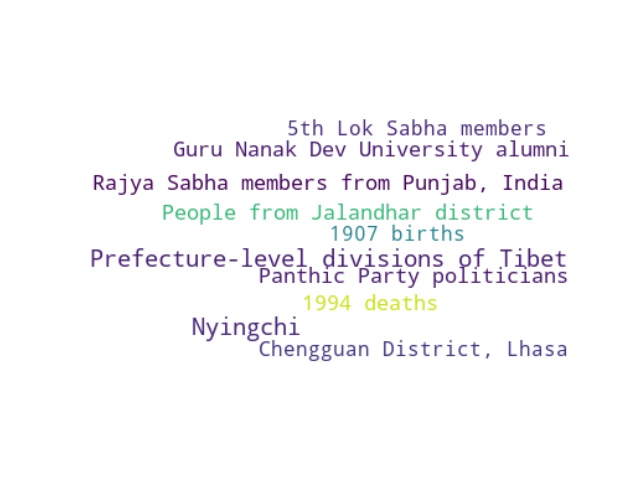 5th Lok Sabha members
Guru Nanak Dev University alumni
Rajya Sabha members from Punjab, India
People from Jalandhar district
1907 births
Prefecture-level divisions of Tibet
Panthic Party politicians
1994 deaths
Nyingchi
Chengguan District, Lhasa